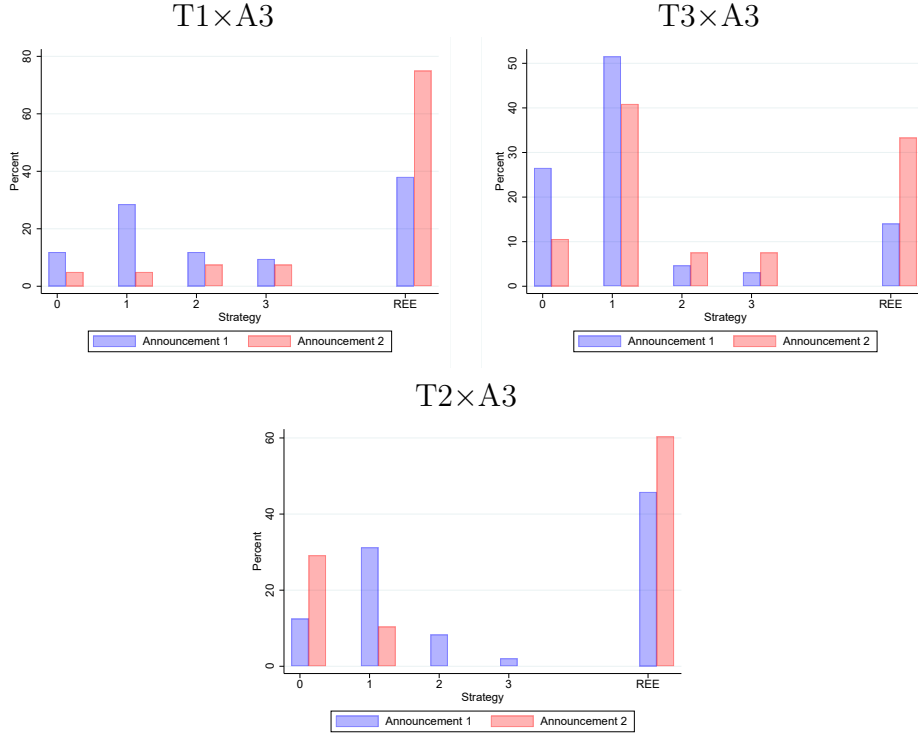 T1×A3
80
60
40
20
0
Percent
0 1 2 3 REE
Strategy
Announcement 1 Announcement 2
T3×A3
50
40
30
20
10
0
Percent
0 1 2 3 REE
Strategy
Announcement 1 Announcement 2
T2×A3
60
40
20
0
Percent
0 1 2 3 REE
Strategy
Announcement 1 Announcement 2